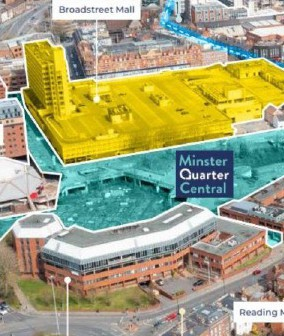 Broadstreet Mall
Minster
Quarter
Central
Reading M